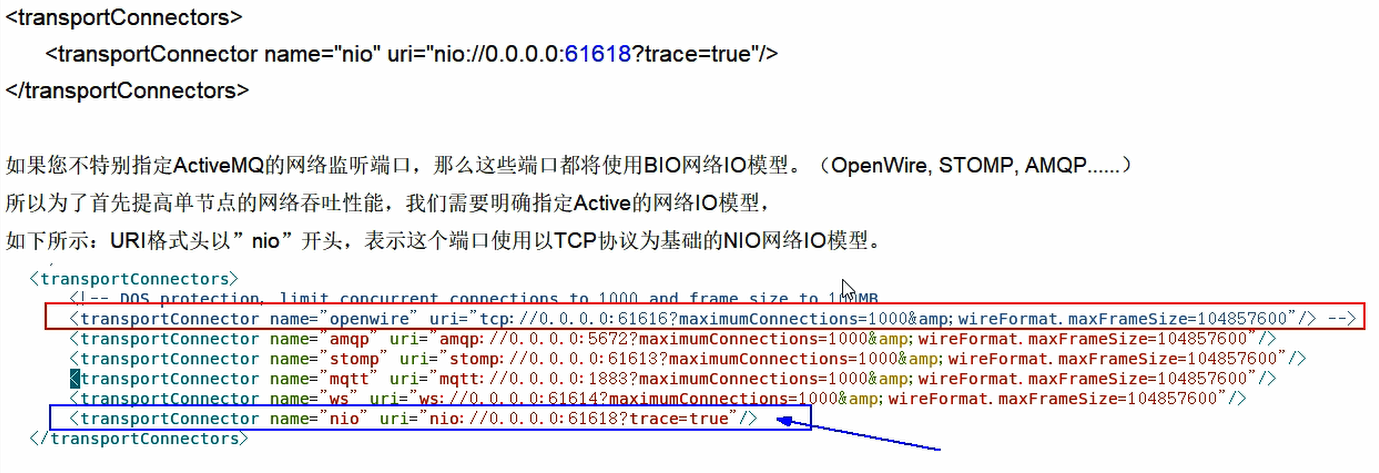 <transportConnectors>
<transportConnector name="nio" uri="nio://0.0.0.0:61618?trace=true"/>
</transportConnectors>
如果您不特别指定ActiveMQ的网络监听端口，那么这些端口都将使用BIO网络IO模型。（OpenWire, STOMP, AMQP......）
所以为了首先提高单节点的网络吞吐性能，我们需要明确指定Active的网络IO模型，
如下所示：URI格式头以”nio”开头，表示这个端口使用以TCP协议为基础的NIO网络IO模型。
<transportConnectors>
<!-- DOS protection, limit concurrent connections to 1000 and frame size to 100MB
<transportConnector name="openwire" uri="tcp://0.0.0.0:61616?maximumConnections=1000&amp;wireFormat.maxFrameSize=104857600"/> -->
<transportConnector name="amqp" uri="amqp://0.0.0.0:5672?maximumConnections=1000&amp;wireFormat.maxFrameSize=104857600"/>
<transportConnector name="stomp" uri="stomp://0.0.0.0:61613?maximumConnections=1000&amp;wireFormat.maxFrameSize=104857600"/>
<transportConnector name="mqtt" uri="mqtt://0.0.0.0:1883?maximumConnections=1000&amp;wireFormat.maxFrameSize=104857600"/>
<transportConnector name="ws" uri="ws://0.0.0.0:61614?maximumConnections=1000&amp;wireFormat.maxFrameSize=104857600"/>
<transportConnector name="nio" uri="nio://0.0.0.0:61618?trace=true"/>
</transportConnectors>